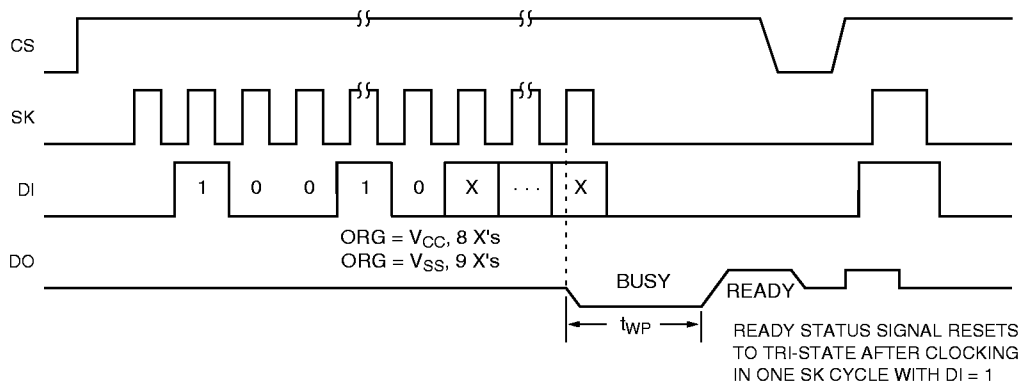 CS
SK
DI
1 0 0 1 0 X · · · X
ORG = VCC, 8 X's
ORG = VSS, 9 X's
DO
BUSY
READY
tWP
READY STATUS SIGNAL RESETS
TO TRI-STATE AFTER CLOCKING
IN ONE SK CYCLE WITH DI = 1